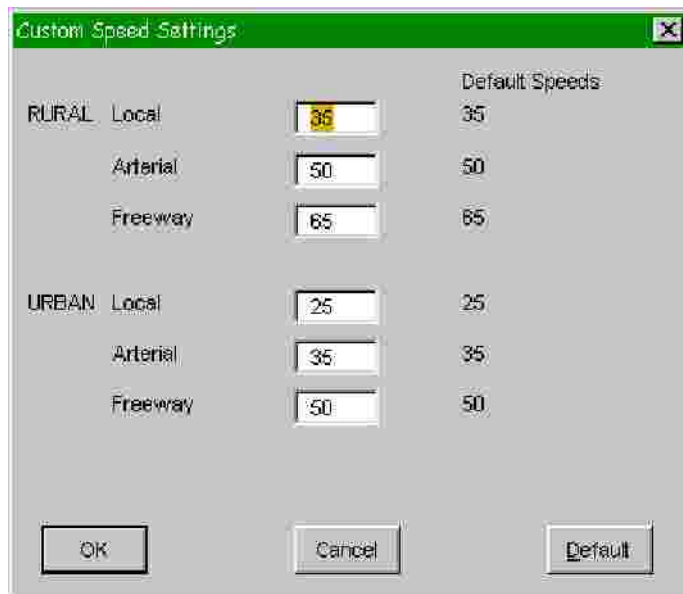 Custom Speed Settings
Default Speeds
RURAL Local 35 35
Arterial 50 50
Freeway 65 65
URBAN Local 25 25
Arterial 35 35
Freeway 50 50
OK Cancel Default